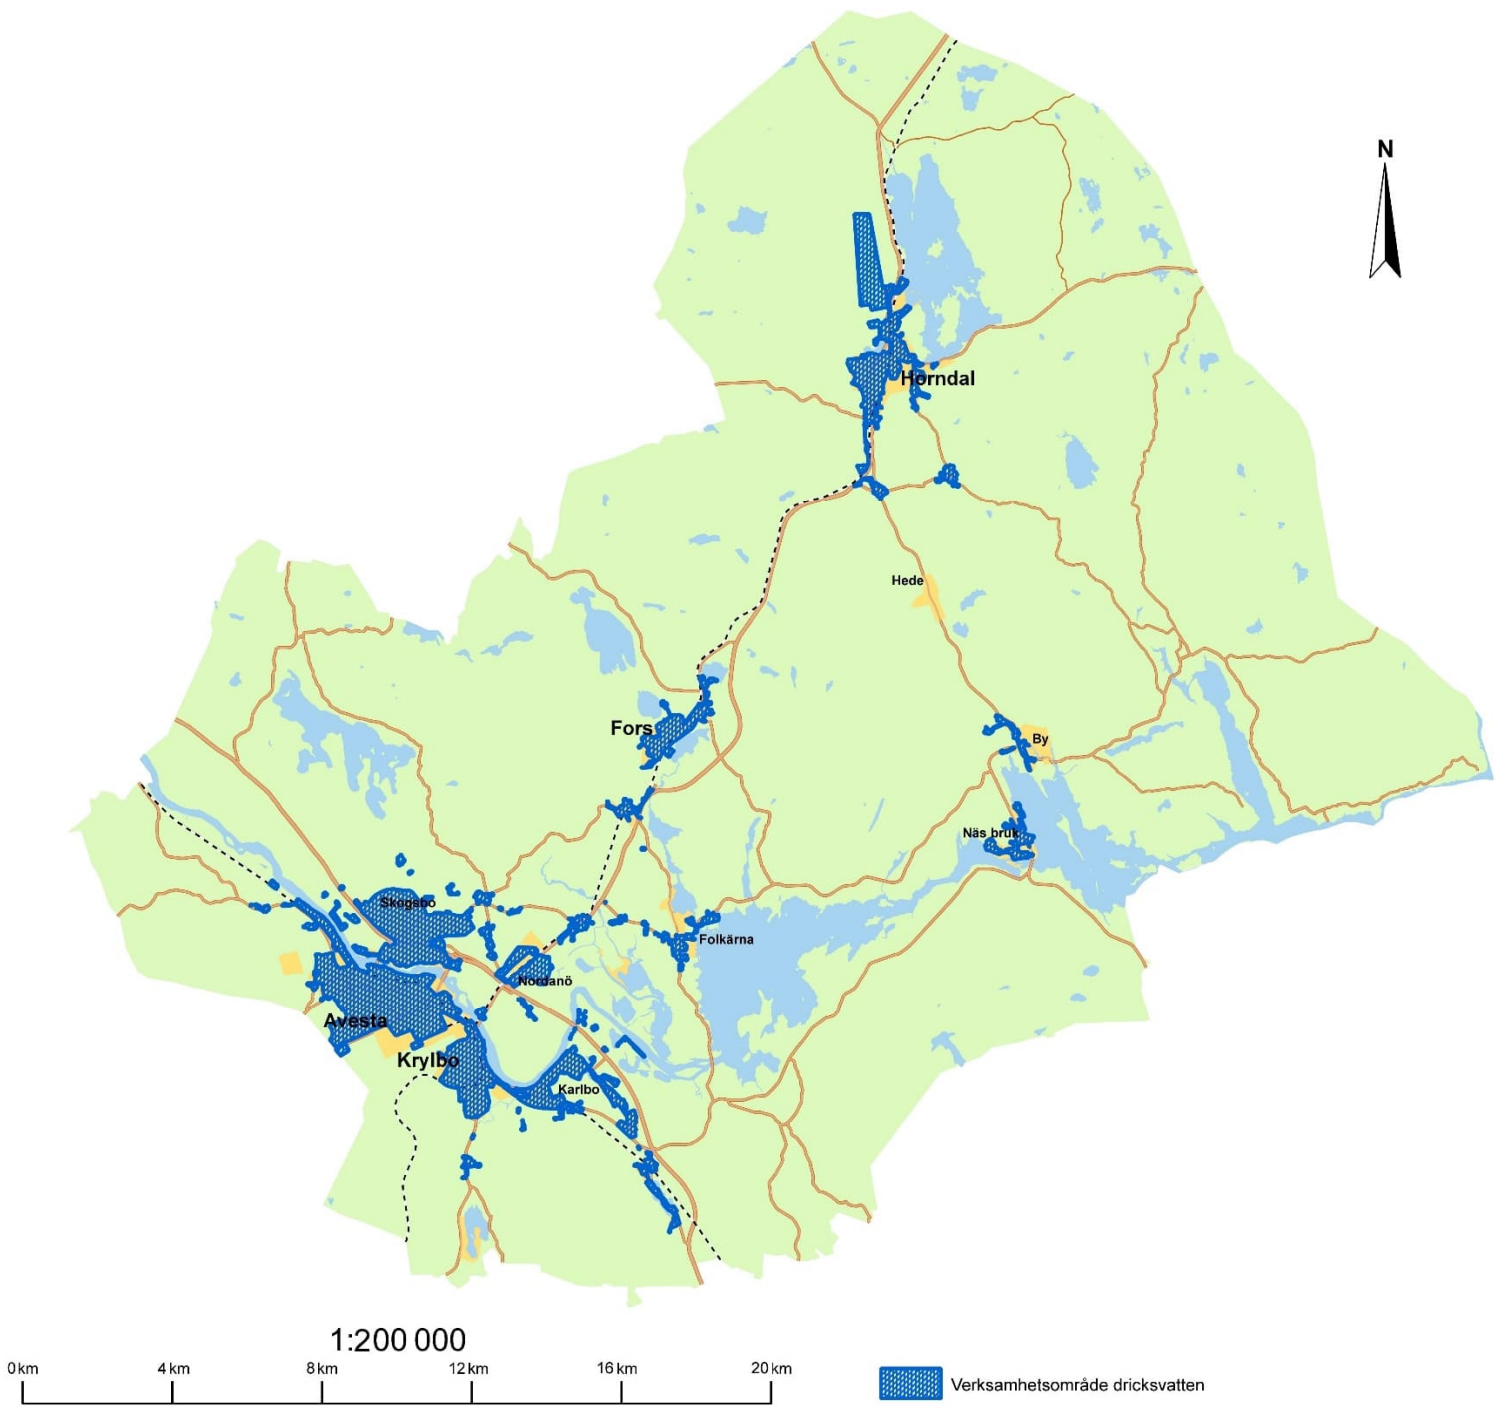 N
Horndal
Hede
Fors
By
Näs bruk
Skogsbo
Folkärna
Nordanö
Avesta
Krylbo
Karlbo
1:200 000
0 km 4 km 8 km 12 km 16 km 20 km
Verksamhetsområde dricksvatten